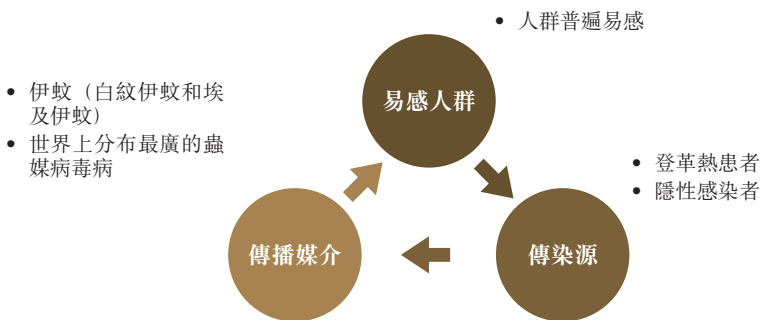 • 人群普遍易感
易感人群
• 伊蚊（白紋伊蚊和埃
及伊蚊）
• 世界上分布最廣的蟲
媒病毒病
• 登革熱患者
• 隱性感染者
傳播媒介
傳染源